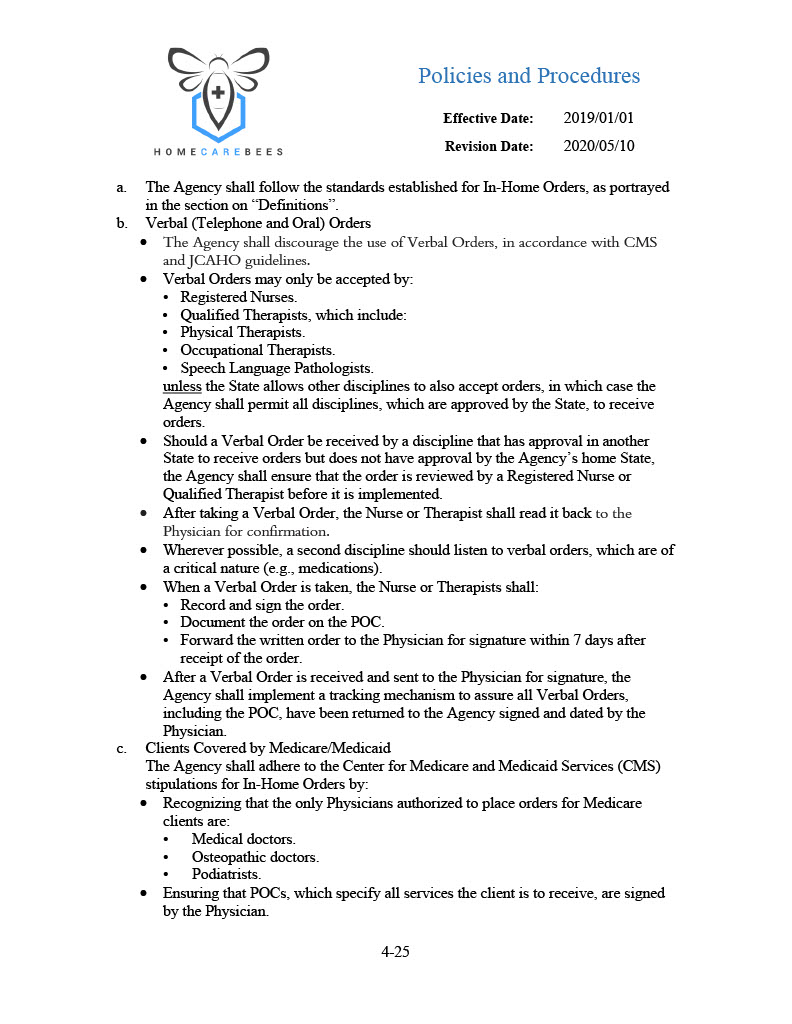 Policies and Procedures
HOMECAREBEES
Effective Date: 2019/01/01
Revision Date: 2020/05/10
a. The Agency shall follow the standards established for In-Home Orders, as portrayed
in the section on “Definitions”.
b. Verbal (Telephone and Oral) Orders
• The Agency shall discourage the use of Verbal Orders, in accordance with CMS
and JCAHO guidelines.
• Verbal Orders may only be accepted by:
• Registered Nurses.
• Qualified Therapists, which include:
• Physical Therapists.
• Occupational Therapists.
• Speech Language Pathologists.
unless the State allows other disciplines to also accept orders, in which case the
Agency shall permit all disciplines, which are approved by the State, to receive
orders.
• Should a Verbal Order be received by a discipline that has approval in another
State to receive orders but does not have approval by the Agency’s home State,
the Agency shall ensure that the order is reviewed by a Registered Nurse or
Qualified Therapist before it is implemented.
• After taking a Verbal Order, the Nurse or Therapist shall read it back to the
Physician for confirmation.
• Wherever possible, a second discipline should listen to verbal orders, which are of
a critical nature (e.g., medications).
• When a Verbal Order is taken, the Nurse or Therapists shall:
• Record and sign the order.
• Document the order on the POC.
• Forward the written order to the Physician for signature within 7 days after
receipt of the order.
• After a Verbal Order is received and sent to the Physician for signature, the
Agency shall implement a tracking mechanism to assure all Verbal Orders,
including the POC, have been returned to the Agency signed and dated by the
Physician.
c. Clients Covered by Medicare/Medicaid
The Agency shall adhere to the Center for Medicare and Medicaid Services (CMS)
stipulations for In-Home Orders by:
• Recognizing that the only Physicians authorized to place orders for Medicare
clients are:
• Medical doctors.
• Osteopathic doctors.
• Podiatrists.
• Ensuring that POCs, which specify all services the client is to receive, are signed
by the Physician.
4-25